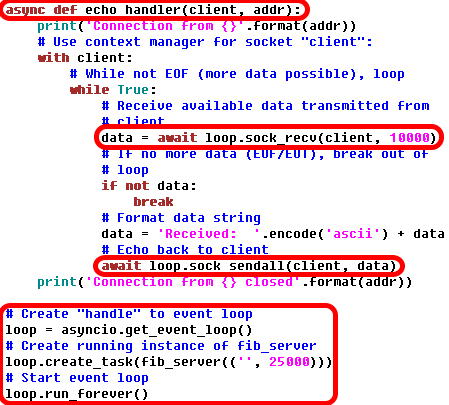 async def echo_handler(client, addr):
    print('Connection from {}'.format(addr))
    # Use context manager for socket "client":
    with client:
        # While not EOF (more data possible), loop
        while True:
            # Receive available data transmitted from
            # client
            data = await loop.sock_recv(client, 10000)
            # If no more data (EOF/EOT), break out of
            # loop
            if not data:
                break
            # Format data string
            data = 'Received:  '.encode('ascii') + data
            # Echo back to client
            await loop.sock_sendall(client, data)
    print('Connection from {} closed'.format(addr))
# Create "handle" to event loop
loop = asyncio.get_event_loop()
# Create running instance of fib_server
loop.create_task(fib_server(('', 25000)))
# Start event loop
loop.run_forever()